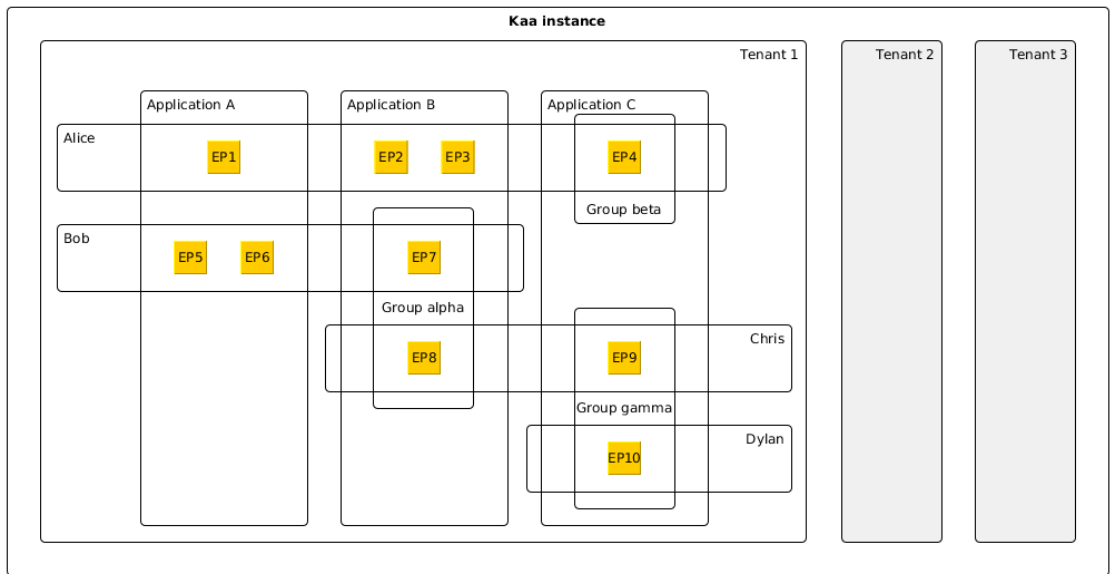 Kaa instance
Tenant 1
Tenant 2
Tenant 3
Application A
Application B
Application C
Alice
EP1
EP2
EP3
EP4
Group beta
Bob
EP5
EP6
EP7
Group alpha
Chris
EP8
EP9
Group gamma
Dylan
EP10